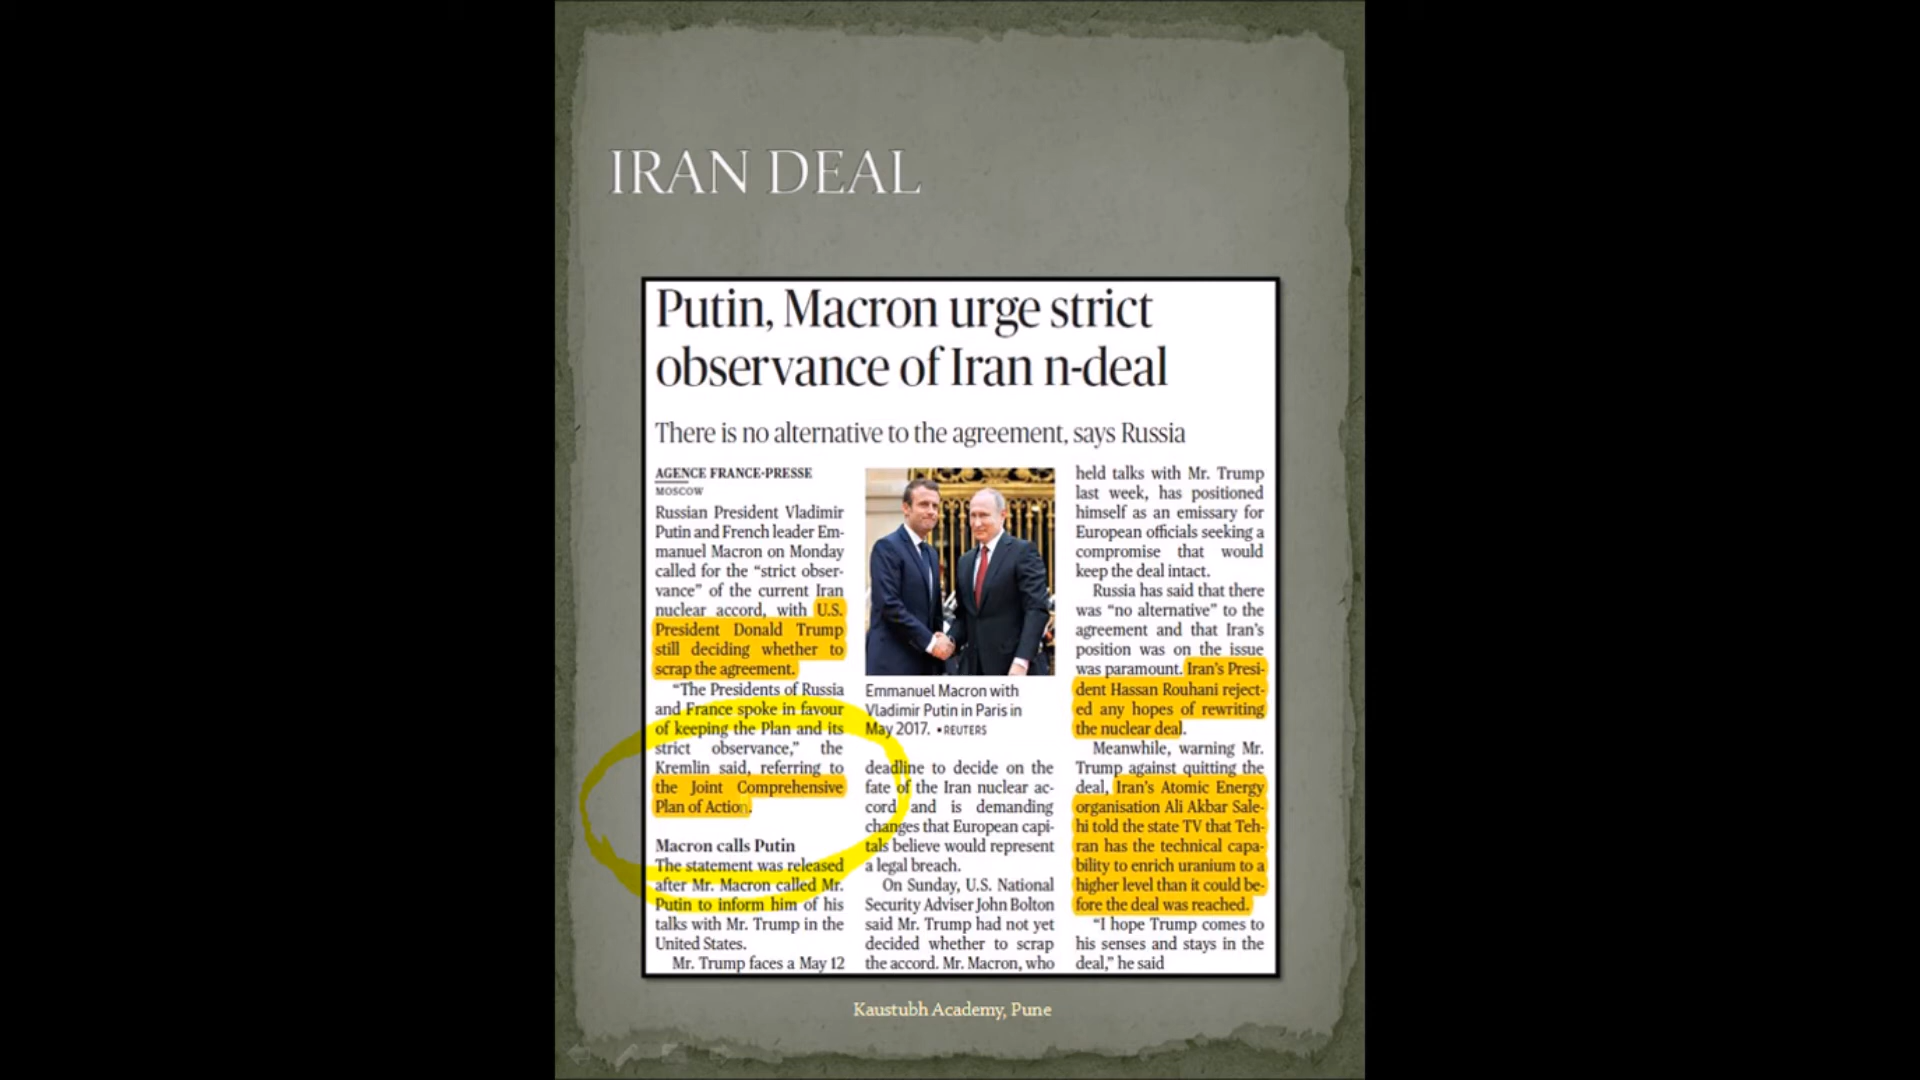 IRAN DEAL
Putin, Macron urge strict
observance of Iran n-deal
There is no alternative to the agreement, says Russia
AGENCE FRANCE-PRESSE
MOSCOW
Russian President Vladimir
Putin and French leader Em-
manuel Macron on Monday
called for the “strict obser-
vance” of the current Iran
nuclear accord, with U.S.
President Donald Trump
still deciding whether to
scrap the agreement.
“The Presidents of Russia
and France spoke in favour
of keeping the Plan and its
strict observance,” the
Kremlin said, referring to
the Joint Comprehensive
Plan of Action.
Macron calls Putin
The statement was released
after Mr. Macron called Mr.
Putin to inform him of his
talks with Mr. Trump in the
United States.
Mr. Trump faces a May 12
Emmanuel Macron with
Vladimir Putin in Paris in
May 2017. ▪ REUTERS
deadline to decide on the
fate of the Iran nuclear ac-
cord and is demanding
changes that European capi-
tals believe would represent
a legal breach.
On Sunday, U.S. National
Security Adviser John Bolton
said Mr. Trump had not yet
decided whether to scrap
the accord. Mr. Macron, who
held talks with Mr. Trump
last week, has positioned
himself as an emissary for
European officials seeking a
compromise that would
keep the deal intact.
Russia has said that there
was “no alternative” to the
agreement and that Iran’s
position was on the issue
was paramount. Iran’s Presi-
dent Hassan Rouhani reject-
ed any hopes of rewriting
the nuclear deal.
Meanwhile, warning Mr.
Trump against quitting the
deal, Iran’s Atomic Energy
organisation Ali Akbar Sale-
hi told the state TV that Teh-
ran has the technical capa-
bility to enrich uranium to a
higher level than it could be-
fore the deal was reached.
“I hope Trump comes to
his senses and stays in the
deal,” he said
Kaustubh Academy, Pune